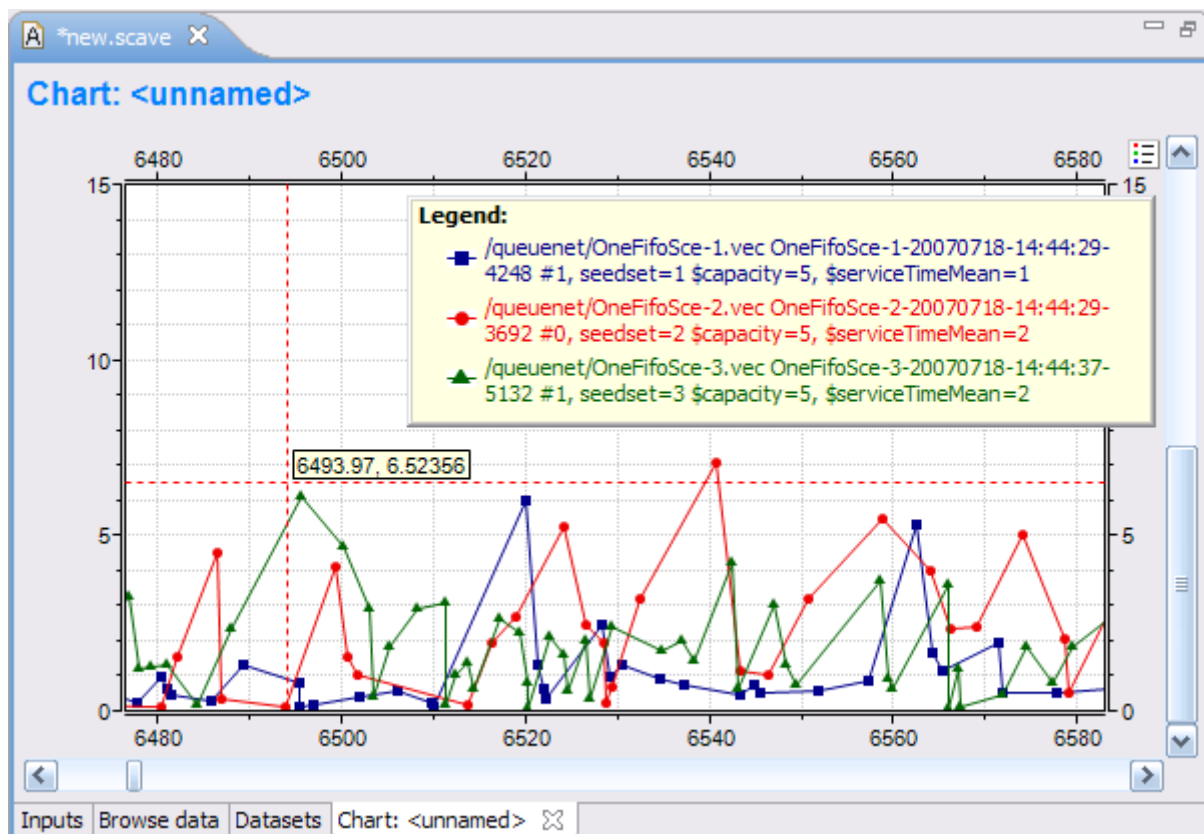 *new.scave
Chart: <unnamed>
6480 6500 6520 6540 6560 6580
15 15
Legend:
/queuenet/OneFifoSce-1.vec OneFifoSce-1-20070718-14:44:29-
4248 #1, seedset=1 $capacity=5, $serviceTimeMean=1
/queuenet/OneFifoSce-2.vec OneFifoSce-2-20070718-14:44:29-
3692 #0, seedset=2 $capacity=5, $serviceTimeMean=2
10
/queuenet/OneFifoSce-3.vec OneFifoSce-3-20070718-14:44:37-
5132 #1, seedset=3 $capacity=5, $serviceTimeMean=2
6493.97, 6.52356
5 5
0 0
6480 6500 6520 6540 6560 6580
Inputs Browse data Datasets Chart: <unnamed>